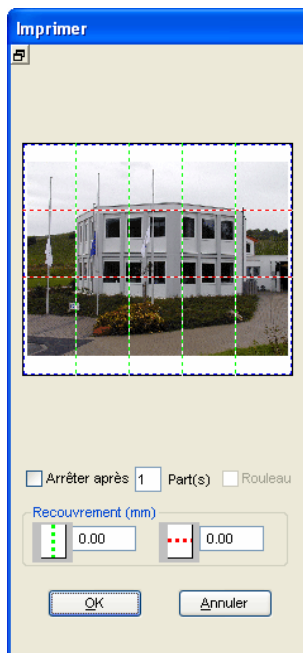 Imprimer
Arrêter après 1 Part(s) Rouleau
Recouvrement (mm)
0.00 0.00
OK Annuler